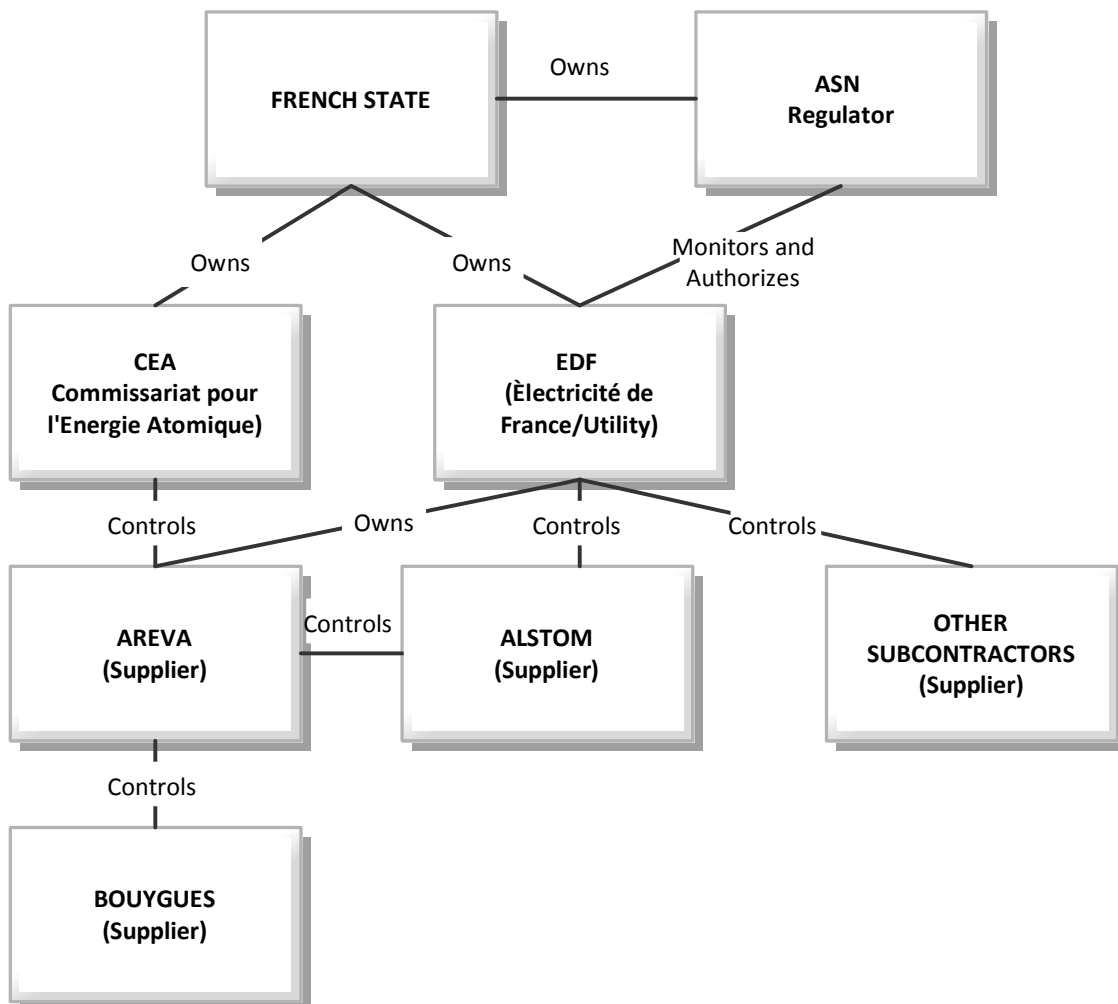 FRENCH STATE
Owns
ASN
Regulator
Owns
Owns
Monitors and
Authorizes
CEA
Commissariat pour
l'Energie Atomique)
EDF
(Èlectricité de
France/Utility)
Controls
Owns
Controls
Controls
AREVA
(Supplier)
Controls
ALSTOM
(Supplier)
OTHER
SUBCONTRACTORS
(Supplier)
Controls
BOUYGUES
(Supplier)